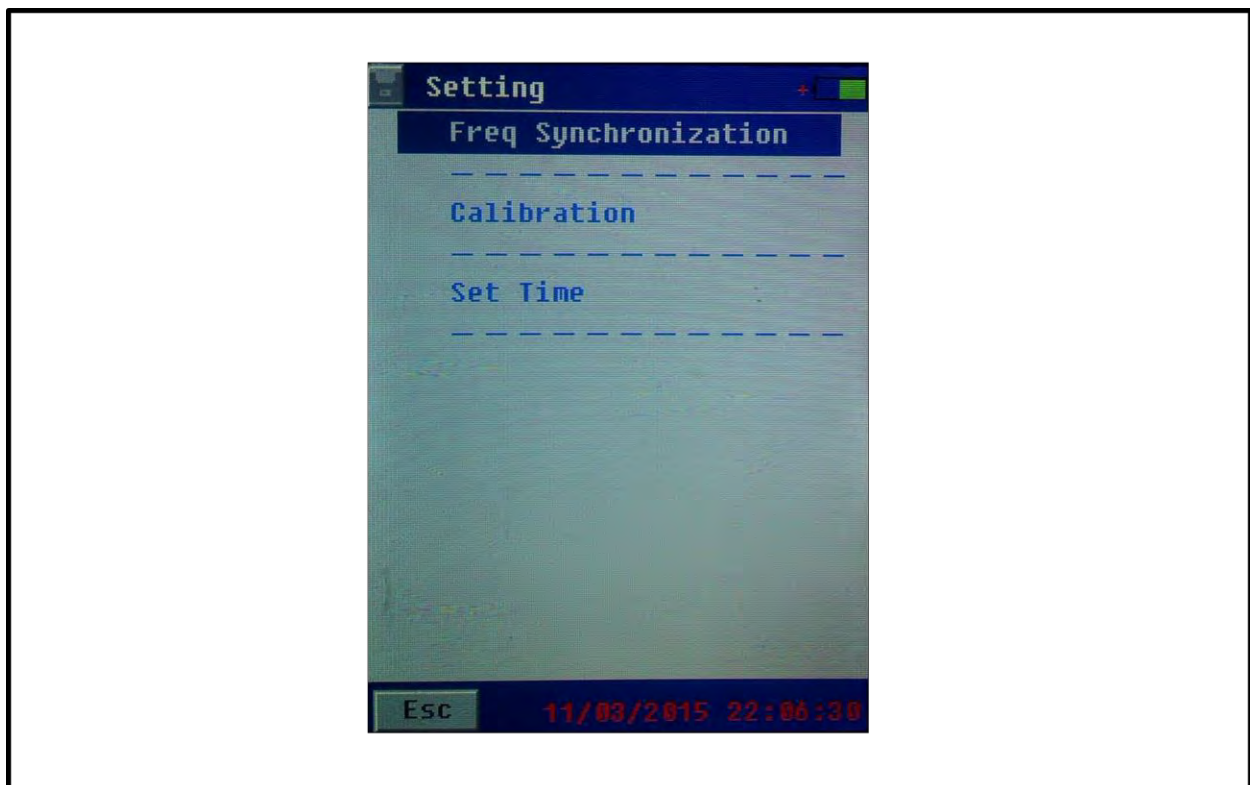 Setting
Freq Synchronization
Calibration
Set Time
Esc 11/03/2015 22:06:30